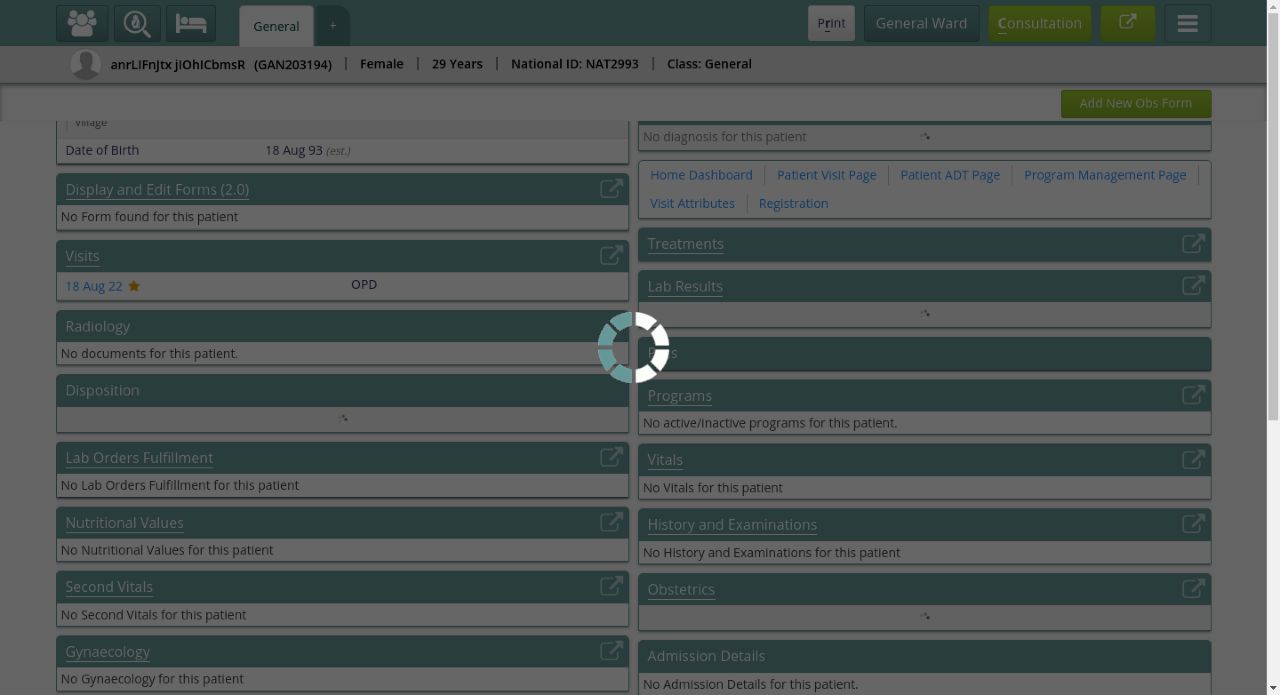 General
+
Print
General Ward
Consultation
anrLIFnJtx jIOhICbmsR (GAN203194) | Female | 29 Years | National ID: NAT2993 | Class: General
Add New Obs Form
Village
Date of Birth 18 Aug 93 (est.)
Display and Edit Forms (2.0)
No Form found for this patient
Visits
18 Aug 22 OPD
Radiology
No documents for this patient.
Disposition
Lab Orders Fulfillment
No Lab Orders Fulfillment for this patient
Nutritional Values
No Nutritional Values for this patient
Second Vitals
No Second Vitals for this patient
Gynaecology
No Gynaecology for this patient
No diagnosis for this patient
Home Dashboard | Patient Visit Page | Patient ADT Page | Program Management Page |
Visit Attributes | Registration
Treatments
Lab Results
Programs
No active/inactive programs for this patient.
Vitals
No Vitals for this patient
History and Examinations
No History and Examinations for this patient
Obstetrics
Admission Details
No Admission Details for this patient.